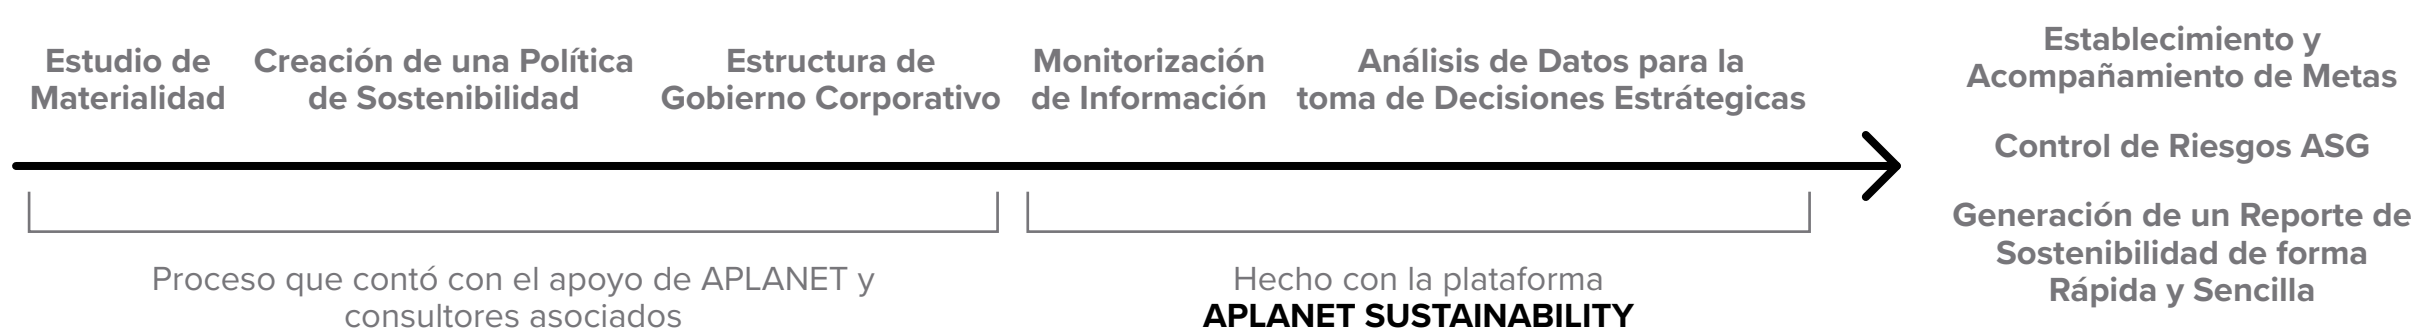 Estudio de
Materialidad
Creación de una Política
de Sostenibilidad
Estructura de
Gobierno Corporativo
Monitorización
de Información
Análisis de Datos para la
toma de Decisiones Estrátegicas
Establecimiento y
Acompañamiento de Metas
Control de Riesgos ASG
Generación de un Reporte de
Sostenibilidad de forma
Rápida y Sencilla
Proceso que contó con el apoyo de APLANET y
consultores asociados
Hecho con la plataforma
APLANET SUSTAINABILITY